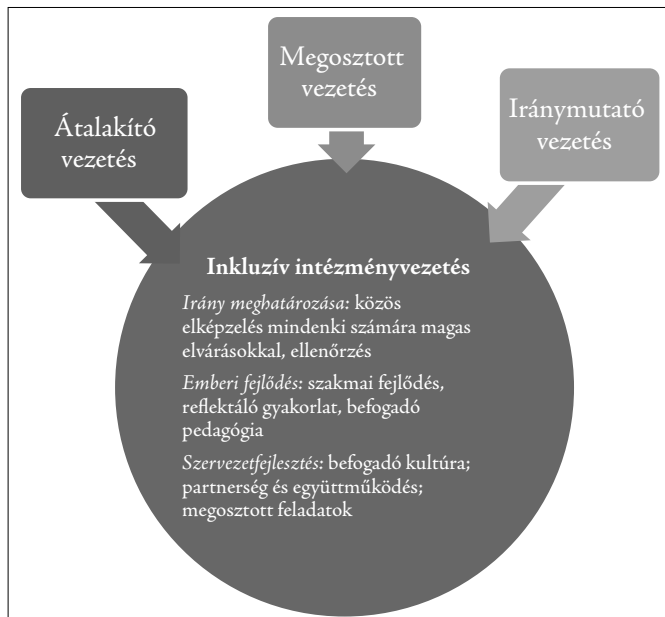 Megosztott
vezetés
Átalakító
vezetés
Iránymutató
vezetés
Inkluzív intézményvezetés
Irány meghatározása: közös
elképzelés mindenki számára magas
elvárásokkal, ellenőrzés
Emberi fejlődés: szakmai fejlődés,
reflektáló gyakorlat, befogadó
pedagógia
Szervezetfejlesztés: befogadó kultúra;
partnerség és együttműködés;
megosztott feladatok